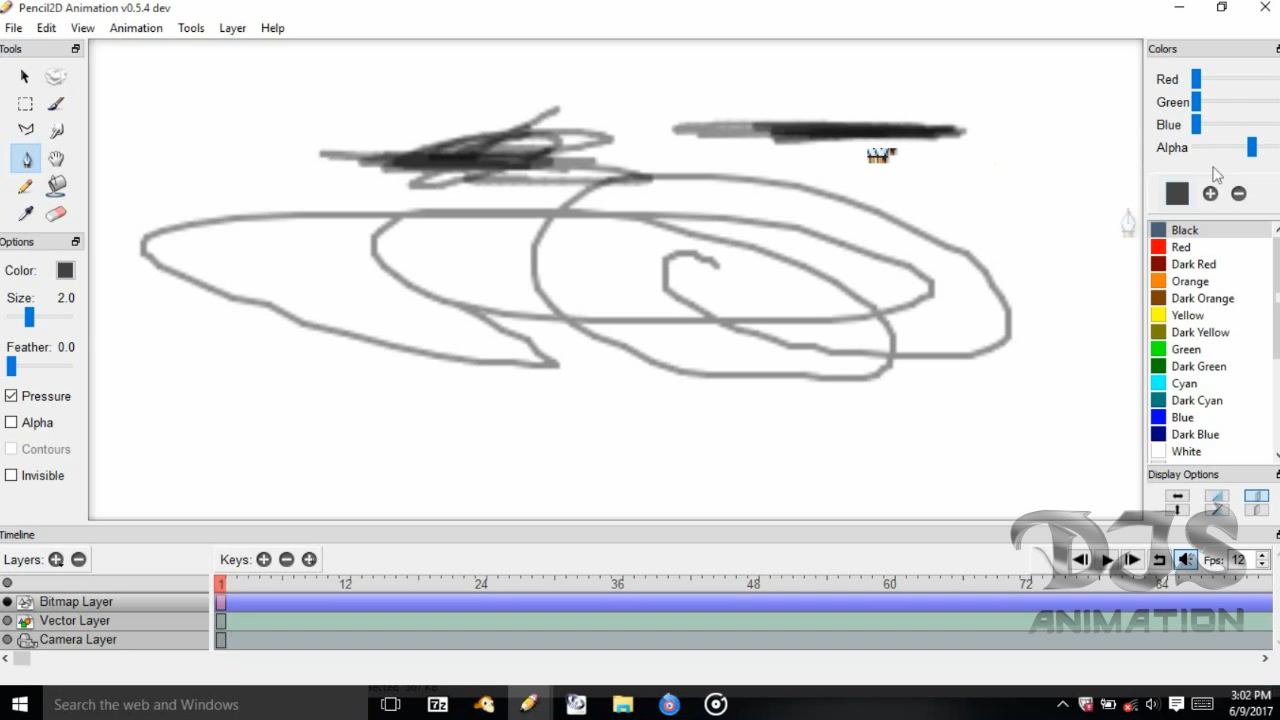 Pencil2D Animation v0.5.4 dev
File Edit View Animation Tools Layer Help
Tools
Options
Color:
Size: 2.0
Feather: 0.0
Pressure
Alpha
Contours
Invisible
Colors
Red
Green
Blue
Alpha
Black
Red
Dark Red
Orange
Dark Orange
Yellow
Dark Yellow
Green
Dark Green
Cyan
Dark Cyan
Blue
Dark Blue
White
Display Options
Timeline
Layers: Keys: Fps: 12
1 12 24 36 48 60 72 84
Bitmap Layer
Vector Layer
Camera Layer
DJS
ANIMATION
Search the web and Windows
7z
3:02 PM
6/9/2017